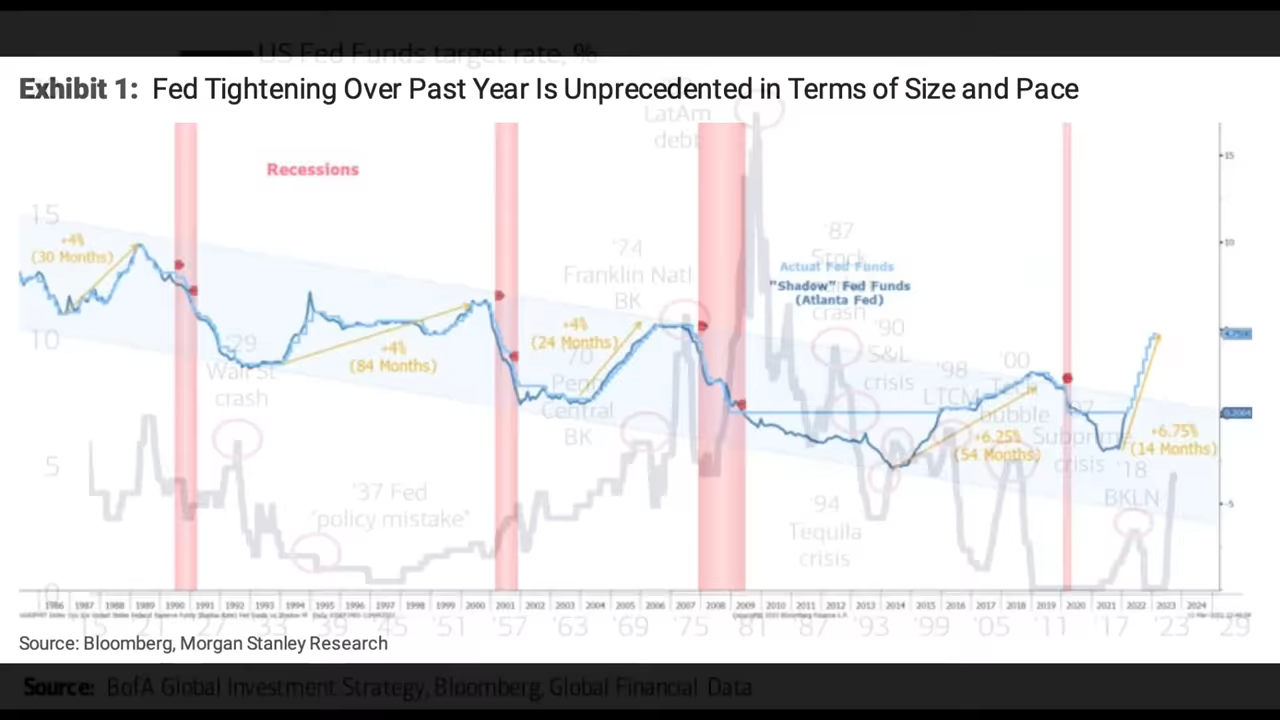 US Fed Funds target rate, %
Exhibit 1: Fed Tightening Over Past Year Is Unprecedented in Terms of Size and Pace
LatAm
debt
Recessions
15
15
+4%
(30 Months)
10
'74
Franklin Natl
BK
'87
Stock
crash
Actual Fed Funds
"Shadow" Fed Funds
(Atlanta Fed)
+4%
(24 Months)
'90
S&L
crisis
10
'29
Wall St
crash
+4%
(84 Months)
'70
Penn
Central
BK
'98
LTCM
'00
Tech
bubble
'07
Subprime
crisis
+6.25%
(54 Months)
+6.75%
(14 Months)
5
'18
BKLN
'37 Fed
'policy mistake'
'94
Tequila
crisis
-5
0
1986 1987 1988 1989 1990 1991 1992 1993 1994 1995 1996 1997 1998 1999 2000 2001 2002 2003 2004 2005 2006 2007 2008 2009 2010 2011 2012 2013 2014 2015 2016 2017 2018 2019 2020 2021 2022 2023 2024
'51 '57 '63 '69 '75 '81 '87 '93 '99 '05 '11 '17 '23 '29
Source: Bloomberg, Morgan Stanley Research
Source: BofA Global Investment Strategy, Bloomberg, Global Financial Data